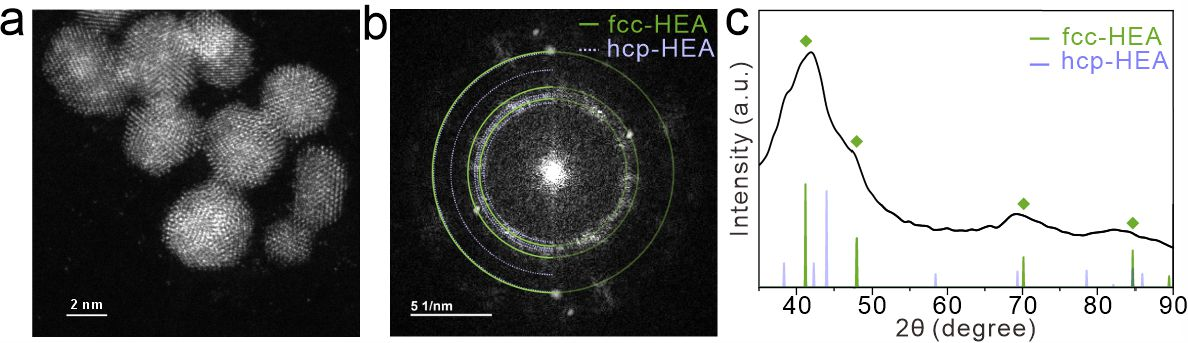 a
2 nm
b
fcc-HEA
hcp-HEA
5 1/nm
c
fcc-HEA
hcp-HEA
Intensity (a.u.)
40 50 60 70 80 90
2θ (degree)